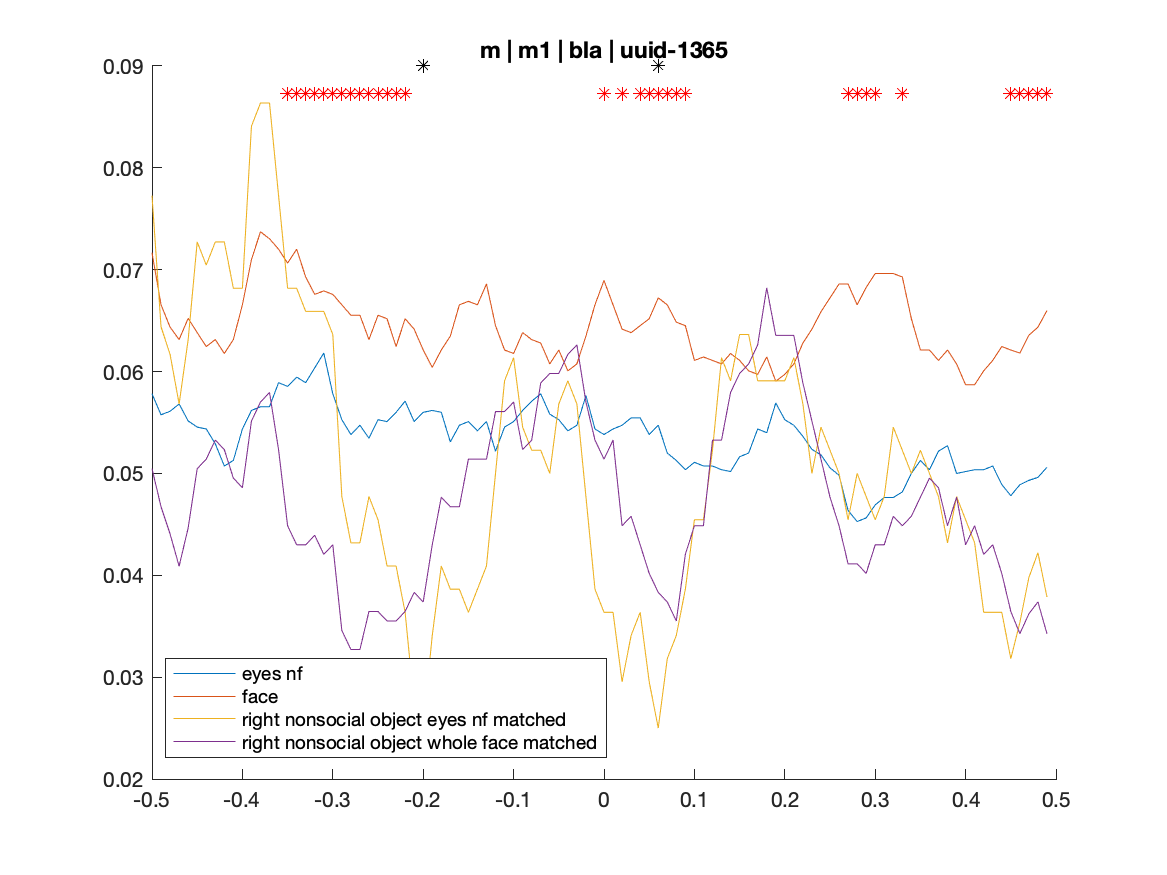 m | m1 | bla | uuid-1365
0.09
0.08
0.07
0.06
0.05
0.04
0.03
0.02
eyes nf
face
right nonsocial object eyes nf matched
right nonsocial object whole face matched
-0.5 -0.4 -0.3 -0.2 -0.1 0 0.1 0.2 0.3 0.4 0.5